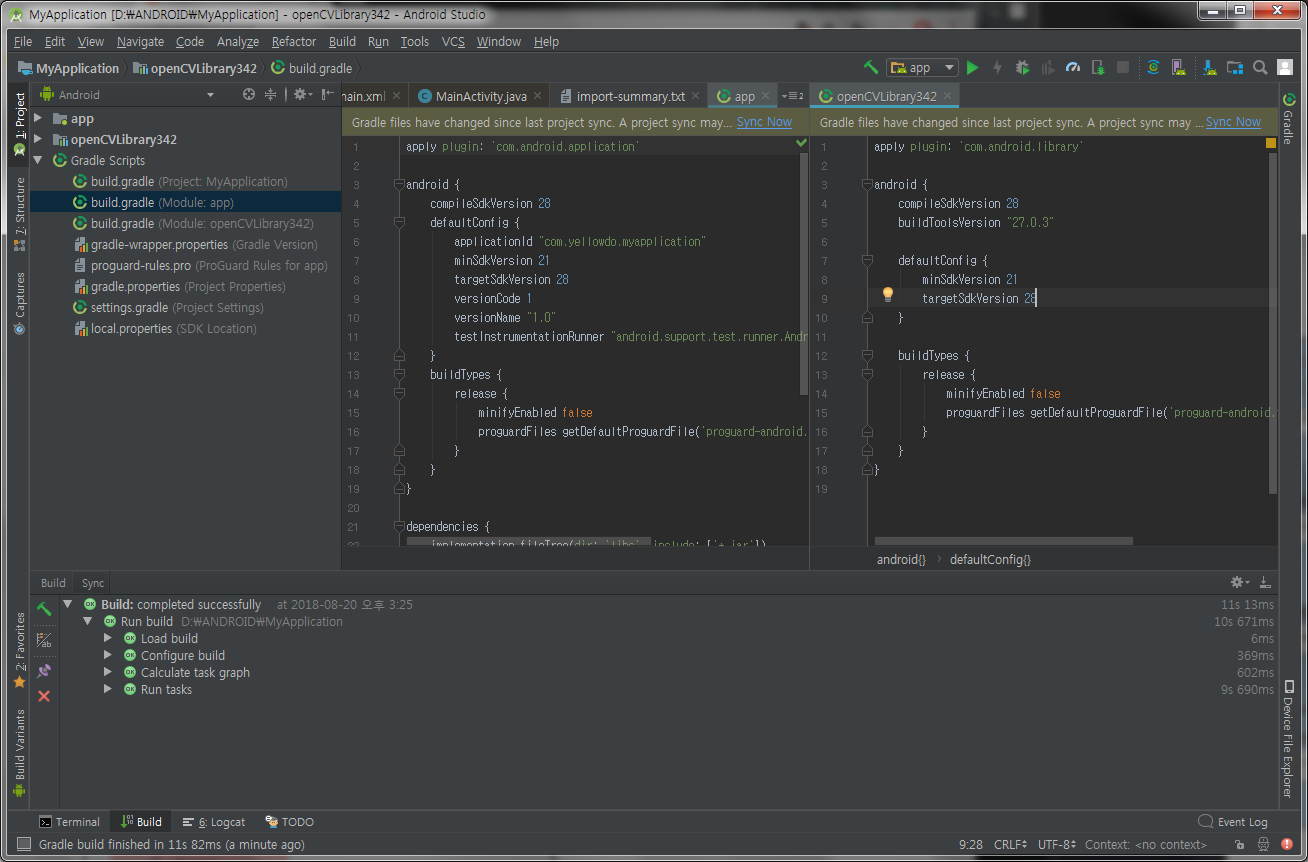 MyApplication [D:₩ANDROID₩MyApplication] - openCVLibrary342 - Android Studio
File Edit View Navigate Code Analyze Refactor Build Run Tools VCS Window Help
MyApplication openCVLibrary342 build.gradle
app
Android
1: Project
7: Structure
Captures
2: Favorites
Build Variants
app
openCVLibrary342
Gradle Scripts
build.gradle (Project: MyApplication)
build.gradle (Module: app)
build.gradle (Module: openCVLibrary342)
gradle-wrapper.properties (Gradle Version)
proguard-rules.pro (ProGuard Rules for app)
gradle.properties (Project Properties)
settings.gradle (Project Settings)
local.properties (SDK Location)
main.xml MainActivity.java import-summary.txt app 2
Gradle files have changed since last project sync. A project sync may... Sync Now
1 apply plugin: 'com.android.application'
2
3 android {
4 compileSdkVersion 28
5 defaultConfig {
6 applicationId "com.yellowdo.myapplication"
7 minSdkVersion 21
8 targetSdkVersion 28
9 versionCode 1
10 versionName "1.0"
11 testInstrumentationRunner "android.support.test.runner.Andr
12 }
13 buildTypes {
14 release {
15 minifyEnabled false
16 proguardFiles getDefaultProguardFile('proguard-android.
17 }
18 }
19 }
20
21 dependencies {
22 implementation fileTree(dir: 'libs', include: ['*.jar'])
openCVLibrary342
Gradle files have changed since last project sync. A project sync may ... Sync Now
1 apply plugin: 'com.android.library'
2
3 android {
4 compileSdkVersion 28
5 buildToolsVersion "27.0.3"
6
7 defaultConfig {
8 minSdkVersion 21
9 targetSdkVersion 28
10 }
11
12 buildTypes {
13 release {
14 minifyEnabled false
15 proguardFiles getDefaultProguardFile('proguard-android.
16 }
17 }
18 }
19
android{} defaultConfig{}
Gradle
Device File Explorer
Build Sync
Build: completed successfully at 2018-08-20 오후 3:25 11s 13ms
Run build D:₩ANDROID₩MyApplication 10s 671ms
Load build 6ms
Configure build 369ms
Calculate task graph 602ms
Run tasks 9s 690ms
Terminal Build 6: Logcat TODO Event Log
Gradle build finished in 11s 82ms (a minute ago) 9:28 CRLF UTF-8 Context: <no context>